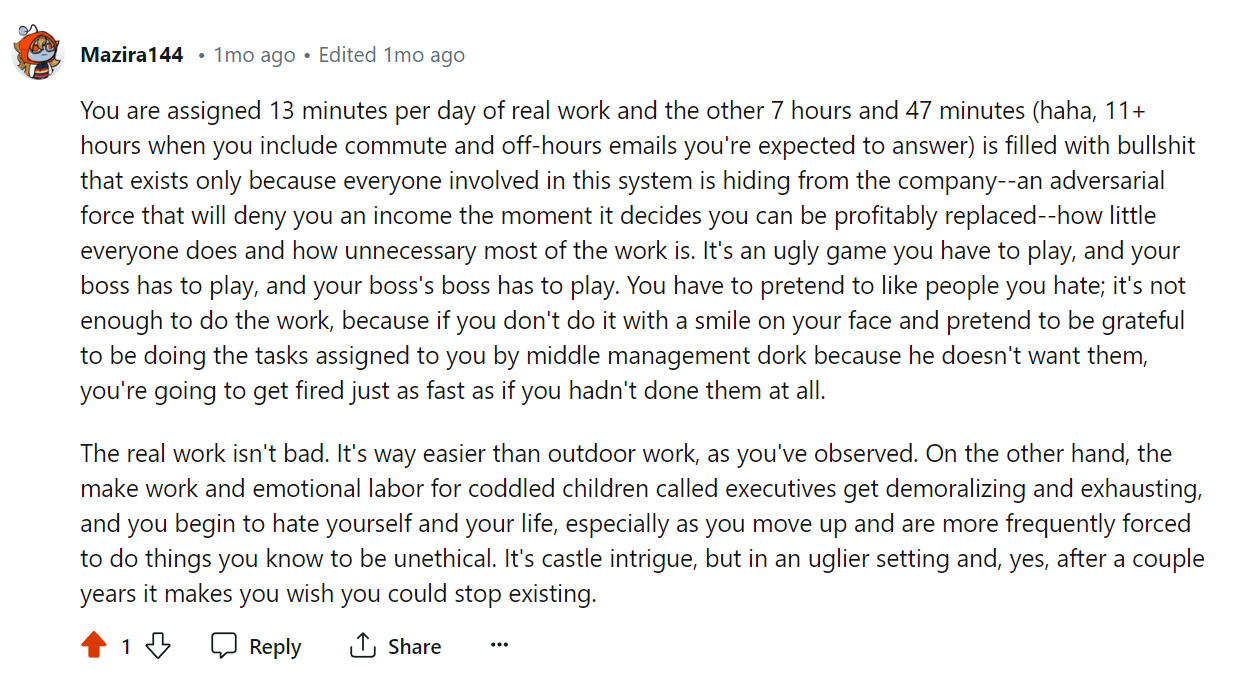 Mazira144 • 1mo ago • Edited 1mo ago
You are assigned 13 minutes per day of real work and the other 7 hours and 47 minutes (haha, 11+
hours when you include commute and off-hours emails you're expected to answer) is filled with bullshit
that exists only because everyone involved in this system is hiding from the company--an adversarial
force that will deny you an income the moment it decides you can be profitably replaced--how little
everyone does and how unnecessary most of the work is. It's an ugly game you have to play, and your
boss has to play, and your boss's boss has to play. You have to pretend to like people you hate; it's not
enough to do the work, because if you don't do it with a smile on your face and pretend to be grateful
to be doing the tasks assigned to you by middle management dork because he doesn't want them,
you're going to get fired just as fast as if you hadn't done them at all.
The real work isn't bad. It's way easier than outdoor work, as you've observed. On the other hand, the
make work and emotional labor for coddled children called executives get demoralizing and exhausting,
and you begin to hate yourself and your life, especially as you move up and are more frequently forced
to do things you know to be unethical. It's castle intrigue, but in an uglier setting and, yes, after a couple
years it makes you wish you could stop existing.
1 Reply Share ...